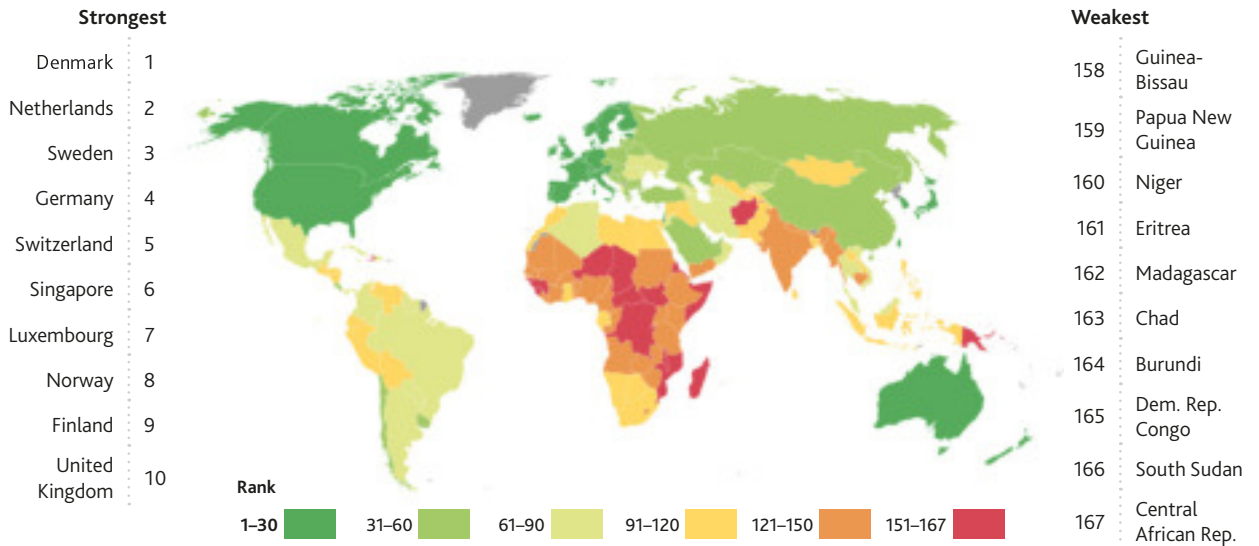 Strongest
Denmark 1
Netherlands 2
Sweden 3
Germany 4
Switzerland 5
Singapore 6
Luxembourg 7
Norway 8
Finland 9
United
Kingdom 10
Weakest
158 Guinea-
Bissau
159 Papua New
Guinea
160 Niger
161 Eritrea
162 Madagascar
163 Chad
164 Burundi
165 Dem. Rep.
Congo
166 South Sudan
167 Central
African Rep.
Rank
1–30 31–60 61–90 91–120 121–150 151–167